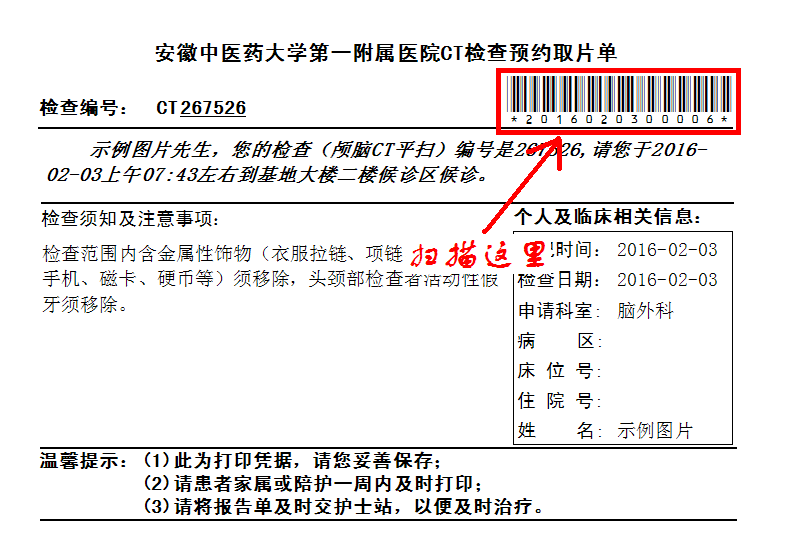 安徽中医药大学第一附属医院CT检查预约取片单
检查编号： CT267526
*201602030006*
示例图片先生，您的检查（颅脑CT平扫）编号是267526，请您于2016-
02-03上午07:43左右到基地大楼二楼候诊区候诊。
检查须知及注意事项：
检查范围内含金属性饰物（衣服拉链、项链
手机、磁卡、硬币等）须移除，头颈部检查者活动性假
牙须移除。
扫描这里
个人及临床相关信息：
时间： 2016-02-03
检查日期： 2016-02-03
申请科室： 脑外科
病 区：
床 位 号：
住 院 号：
姓 名： 示例图片
温馨提示：(1)此为打印凭据，请您妥善保存；
(2)请患者家属或陪护一周内及时打印；
(3)请将报告单及时交护士站，以便及时治疗。